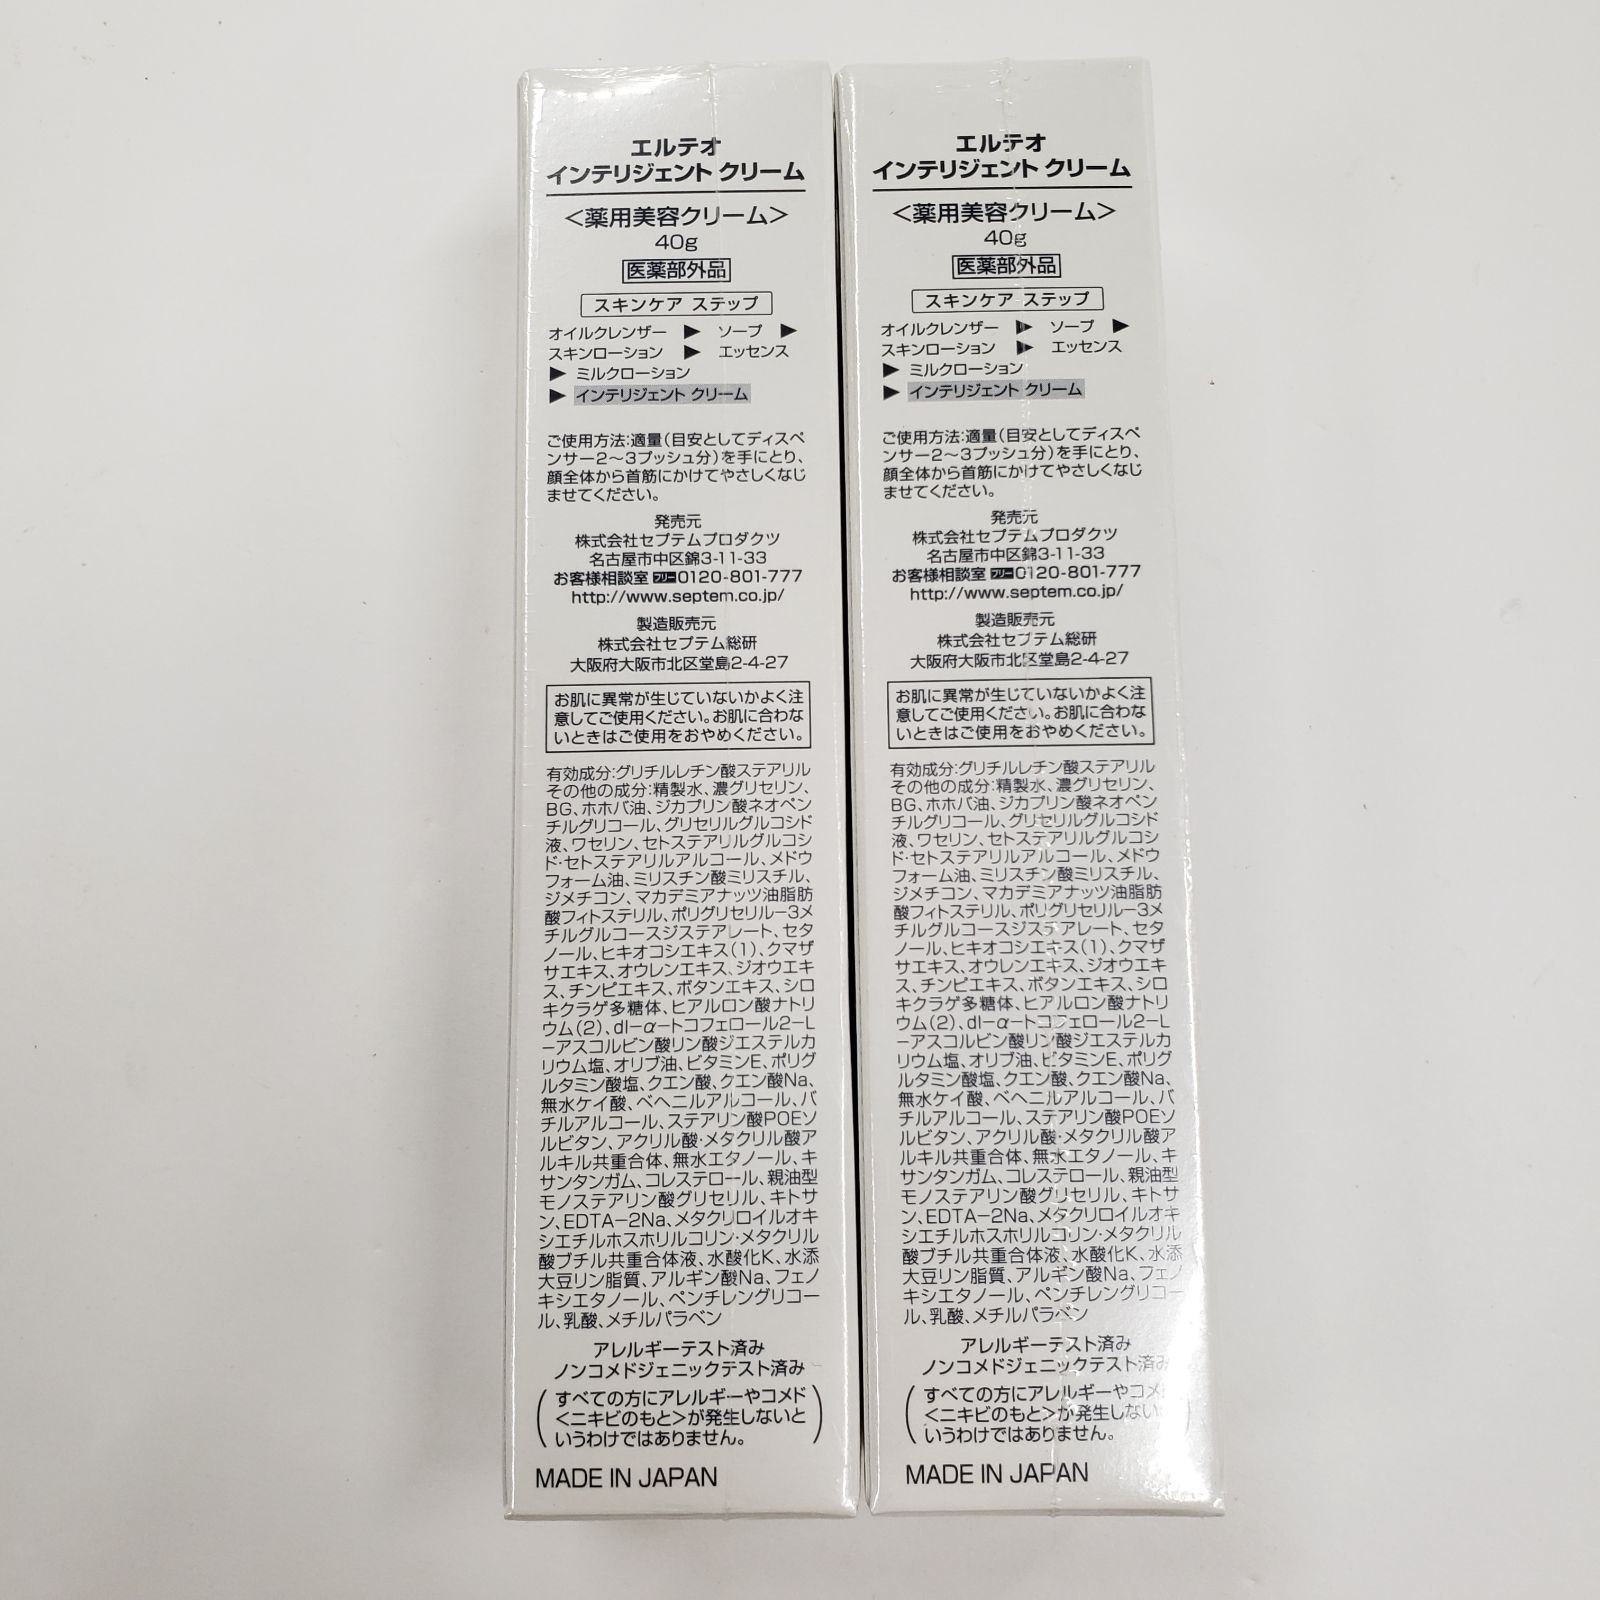 エルテオ
インテリジェント クリーム
＜薬用美容クリーム＞
40g
医薬部外品
スキンケア ステップ
オイルクレンザー ▶ ソープ ▶
スキンローション ▶ エッセンス
▶ ミルクローション
▶ インテリジェント クリーム
ご使用方法:適量(目安としてディスペ
ンサー2〜3プッシュ分)を手にとり、
顔全体から首筋にかけてやさしくなじ
ませてください。
発売元
株式会社セプテムプロダクツ
名古屋市中区錦3-11-33
お客様相談室 フリー0120-801-777
http://www.septem.co.jp/
製造販売元
株式会社セプテム総研
大阪府大阪市北区堂島2-4-27
お肌に異常が生じていないかよく注
意してご使用ください。お肌に合わな
いときはご使用をおやめください。
有効成分:グリチルレチン酸ステアリル
その他の成分:精製水、濃グリセリン、
BG、ホホバ油、ジカプリン酸ネオペン
チルグリコール、グリセリルグルコシド
液、ワセリン、セトステアリルグルコシ
ド・セトステアリルアルコール、メドウ
フォーム油、ミリスチン酸ミリスチル、
ジメチコン、マカデミアナッツ油脂肪
酸フィトステリル、ポリグリセリルー3メ
チルグルコースジステアレート、セタ
ノール、ヒキオコシエキス(1)、クマザ
サエキス、オウレンエキス、ジオウエキ
ス、チンピエキス、ボタンエキス、シロ
キクラゲ多糖体、ヒアルロン酸ナトリ
ウム(2)、dl-α-トコフェロール2-L
-アスコルビン酸リン酸ジエステルカ
リウム塩、オリブ油、ビタミンE、ポリグ
ルタミン酸塩、クエン酸、クエン酸Na、
無水ケイ酸、ベヘニルアルコール、バ
チルアルコール、ステアリン酸POEソ
ルビタン、アクリル酸・メタクリル酸ア
ルキル共重合体、無水エタノール、キ
サンタンガム、コレステロール、親油型
モノステアリン酸グリセリル、キトサ
ン、EDTA-2Na、メタクリロイルオキ
シエチルホスホリルコリン・メタクリル
酸ブチル共重合体液、水酸化K、水添
大豆リン脂質、アルギン酸Na、フェノ
キシエタノール、ペンチレングリコー
ル、乳酸、メチルパラベン
アレルギーテスト済み
ノンコメドジェニックテスト済み
(すべての方にアレルギーやコメド
＜ニキビのもと＞が発生しないと
いうわけではありません。)
MADE IN JAPAN
エルテオ
インテリジェント クリーム
＜薬用美容クリーム＞
40g
医薬部外品
スキンケア ステップ
オイルクレンザー ▶ ソープ ▶
スキンローション ▶ エッセンス
▶ ミルクローション
▶ インテリジェント クリーム
ご使用方法:適量(目安としてディスペ
ンサー2〜3プッシュ分)を手にとり、
顔全体から首筋にかけてやさしくなじ
ませてください。
発売元
株式会社セプテムプロダクツ
名古屋市中区錦3-11-33
お客様相談室 フリー0120-801-777
http://www.septem.co.jp/
製造販売元
株式会社セプテム総研
大阪府大阪市北区堂島2-4-27
お肌に異常が生じていないかよく注
意してご使用ください。お肌に合わな
いときはご使用をおやめください。
有効成分:グリチルレチン酸ステアリル
その他の成分:精製水、濃グリセリン、
BG、ホホバ油、ジカプリン酸ネオペン
チルグリコール、グリセリルグルコシド
液、ワセリン、セトステアリルグルコシ
ド・セトステアリルアルコール、メドウ
フォーム油、ミリスチン酸ミリスチル、
ジメチコン、マカデミアナッツ油脂肪
酸フィトステリル、ポリグリセリルー3メ
チルグルコースジステアレート、セタ
ノール、ヒキオコシエキス(1)、クマザ
サエキス、オウレンエキス、ジオウエキ
ス、チンピエキス、ボタンエキス、シロ
キクラゲ多糖体、ヒアルロン酸ナトリ
ウム(2)、dl-α-トコフェロール2-L
-アスコルビン酸リン酸ジエステルカ
リウム塩、オリブ油、ビタミンE、ポリグ
ルタミン酸塩、クエン酸、クエン酸Na、
無水ケイ酸、ベヘニルアルコール、バ
チルアルコール、ステアリン酸POEソ
ルビタン、アクリル酸・メタクリル酸ア
ルキル共重合体、無水エタノール、キ
サンタンガム、コレステロール、親油型
モノステアリン酸グリセリル、キトサ
ン、EDTA-2Na、メタクリロイルオキ
シエチルホスホリルコリン・メタクリル
酸ブチル共重合体液、水酸化K、水添
大豆リン脂質、アルギン酸Na、フェノ
キシエタノール、ペンチレングリコー
ル、乳酸、メチルパラベン
アレルギーテスト済み
ノンコメドジェニックテスト済み
(すべての方にアレルギーやコメド
＜ニキビのもと＞が発生しない
いうわけではありません。)
MADE IN JAPAN